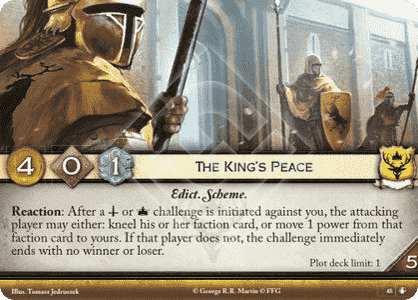 4 0 1 THE KING'S PEACE
Edict. Scheme.
Reaction: After a or challenge is initiated against you, the attacking
player may either: kneel his or her faction card, or move 1 power from that
faction card to yours. If that player does not, the challenge immediately
ends with no winner or loser.
Plot deck limit: 1
5
Illus. Tomasz Jedruszek © George R.R. Martin © FFG 48